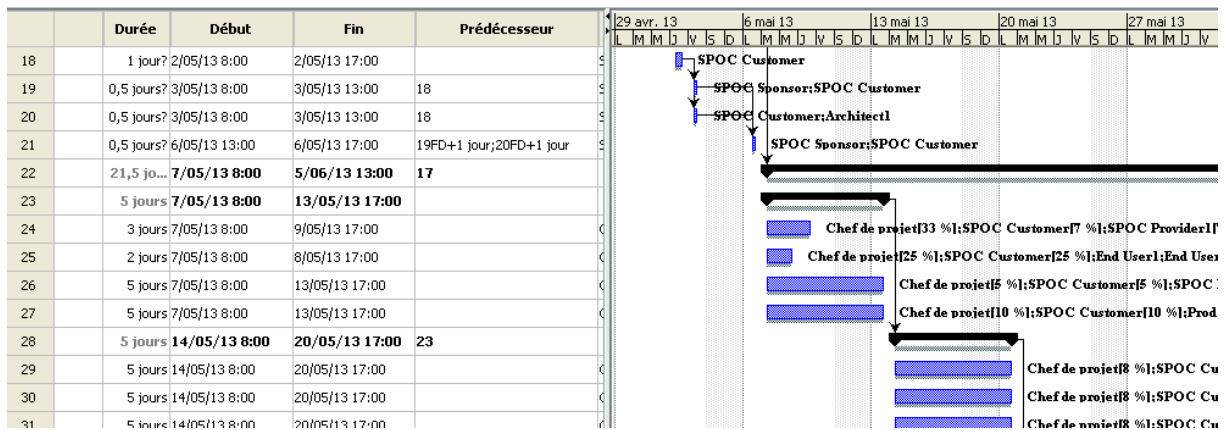 Durée Début Fin Prédécesseur
29 avr. 13 6 mai 13 13 mai 13 20 mai 13 27 mai 13
L M M J V S D L M M J V S D L M M J V S D L M M J V S D L M M J V
18 1 jour? 2/05/13 8:00 2/05/13 17:00 SPOC Customer
19 0,5 jours? 3/05/13 8:00 3/05/13 13:00 18 SPOC Sponsor;SPOC Customer
20 0,5 jours? 3/05/13 8:00 3/05/13 13:00 18 SPOC Customer;Architect1
21 0,5 jours? 6/05/13 13:00 6/05/13 17:00 19FD+1 jour;20FD+1 jour SPOC Sponsor;SPOC Customer
22 21,5 jo... 7/05/13 8:00 5/06/13 13:00 17
23 5 jours 7/05/13 8:00 13/05/13 17:00
24 3 jours 7/05/13 8:00 9/05/13 17:00 Chef de projet[33 %];SPOC Customer[7 %];SPOC Provider1[
25 2 jours 7/05/13 8:00 8/05/13 17:00 Chef de projet[25 %];SPOC Customer[25 %];End User1;End User
26 5 jours 7/05/13 8:00 13/05/13 17:00 Chef de projet[5 %];SPOC Customer[5 %];SPOC
27 5 jours 7/05/13 8:00 13/05/13 17:00 Chef de projet[10 %];SPOC Customer[10 %];Prod
28 5 jours 14/05/13 8:00 20/05/13 17:00 23
29 5 jours 14/05/13 8:00 20/05/13 17:00 Chef de projet[8 %];SPOC Cu
30 5 jours 14/05/13 8:00 20/05/13 17:00 Chef de projet[8 %];SPOC Cu
31 5 jours 14/05/13 8:00 20/05/13 17:00 Chef de projet[8 %];SPOC Cu